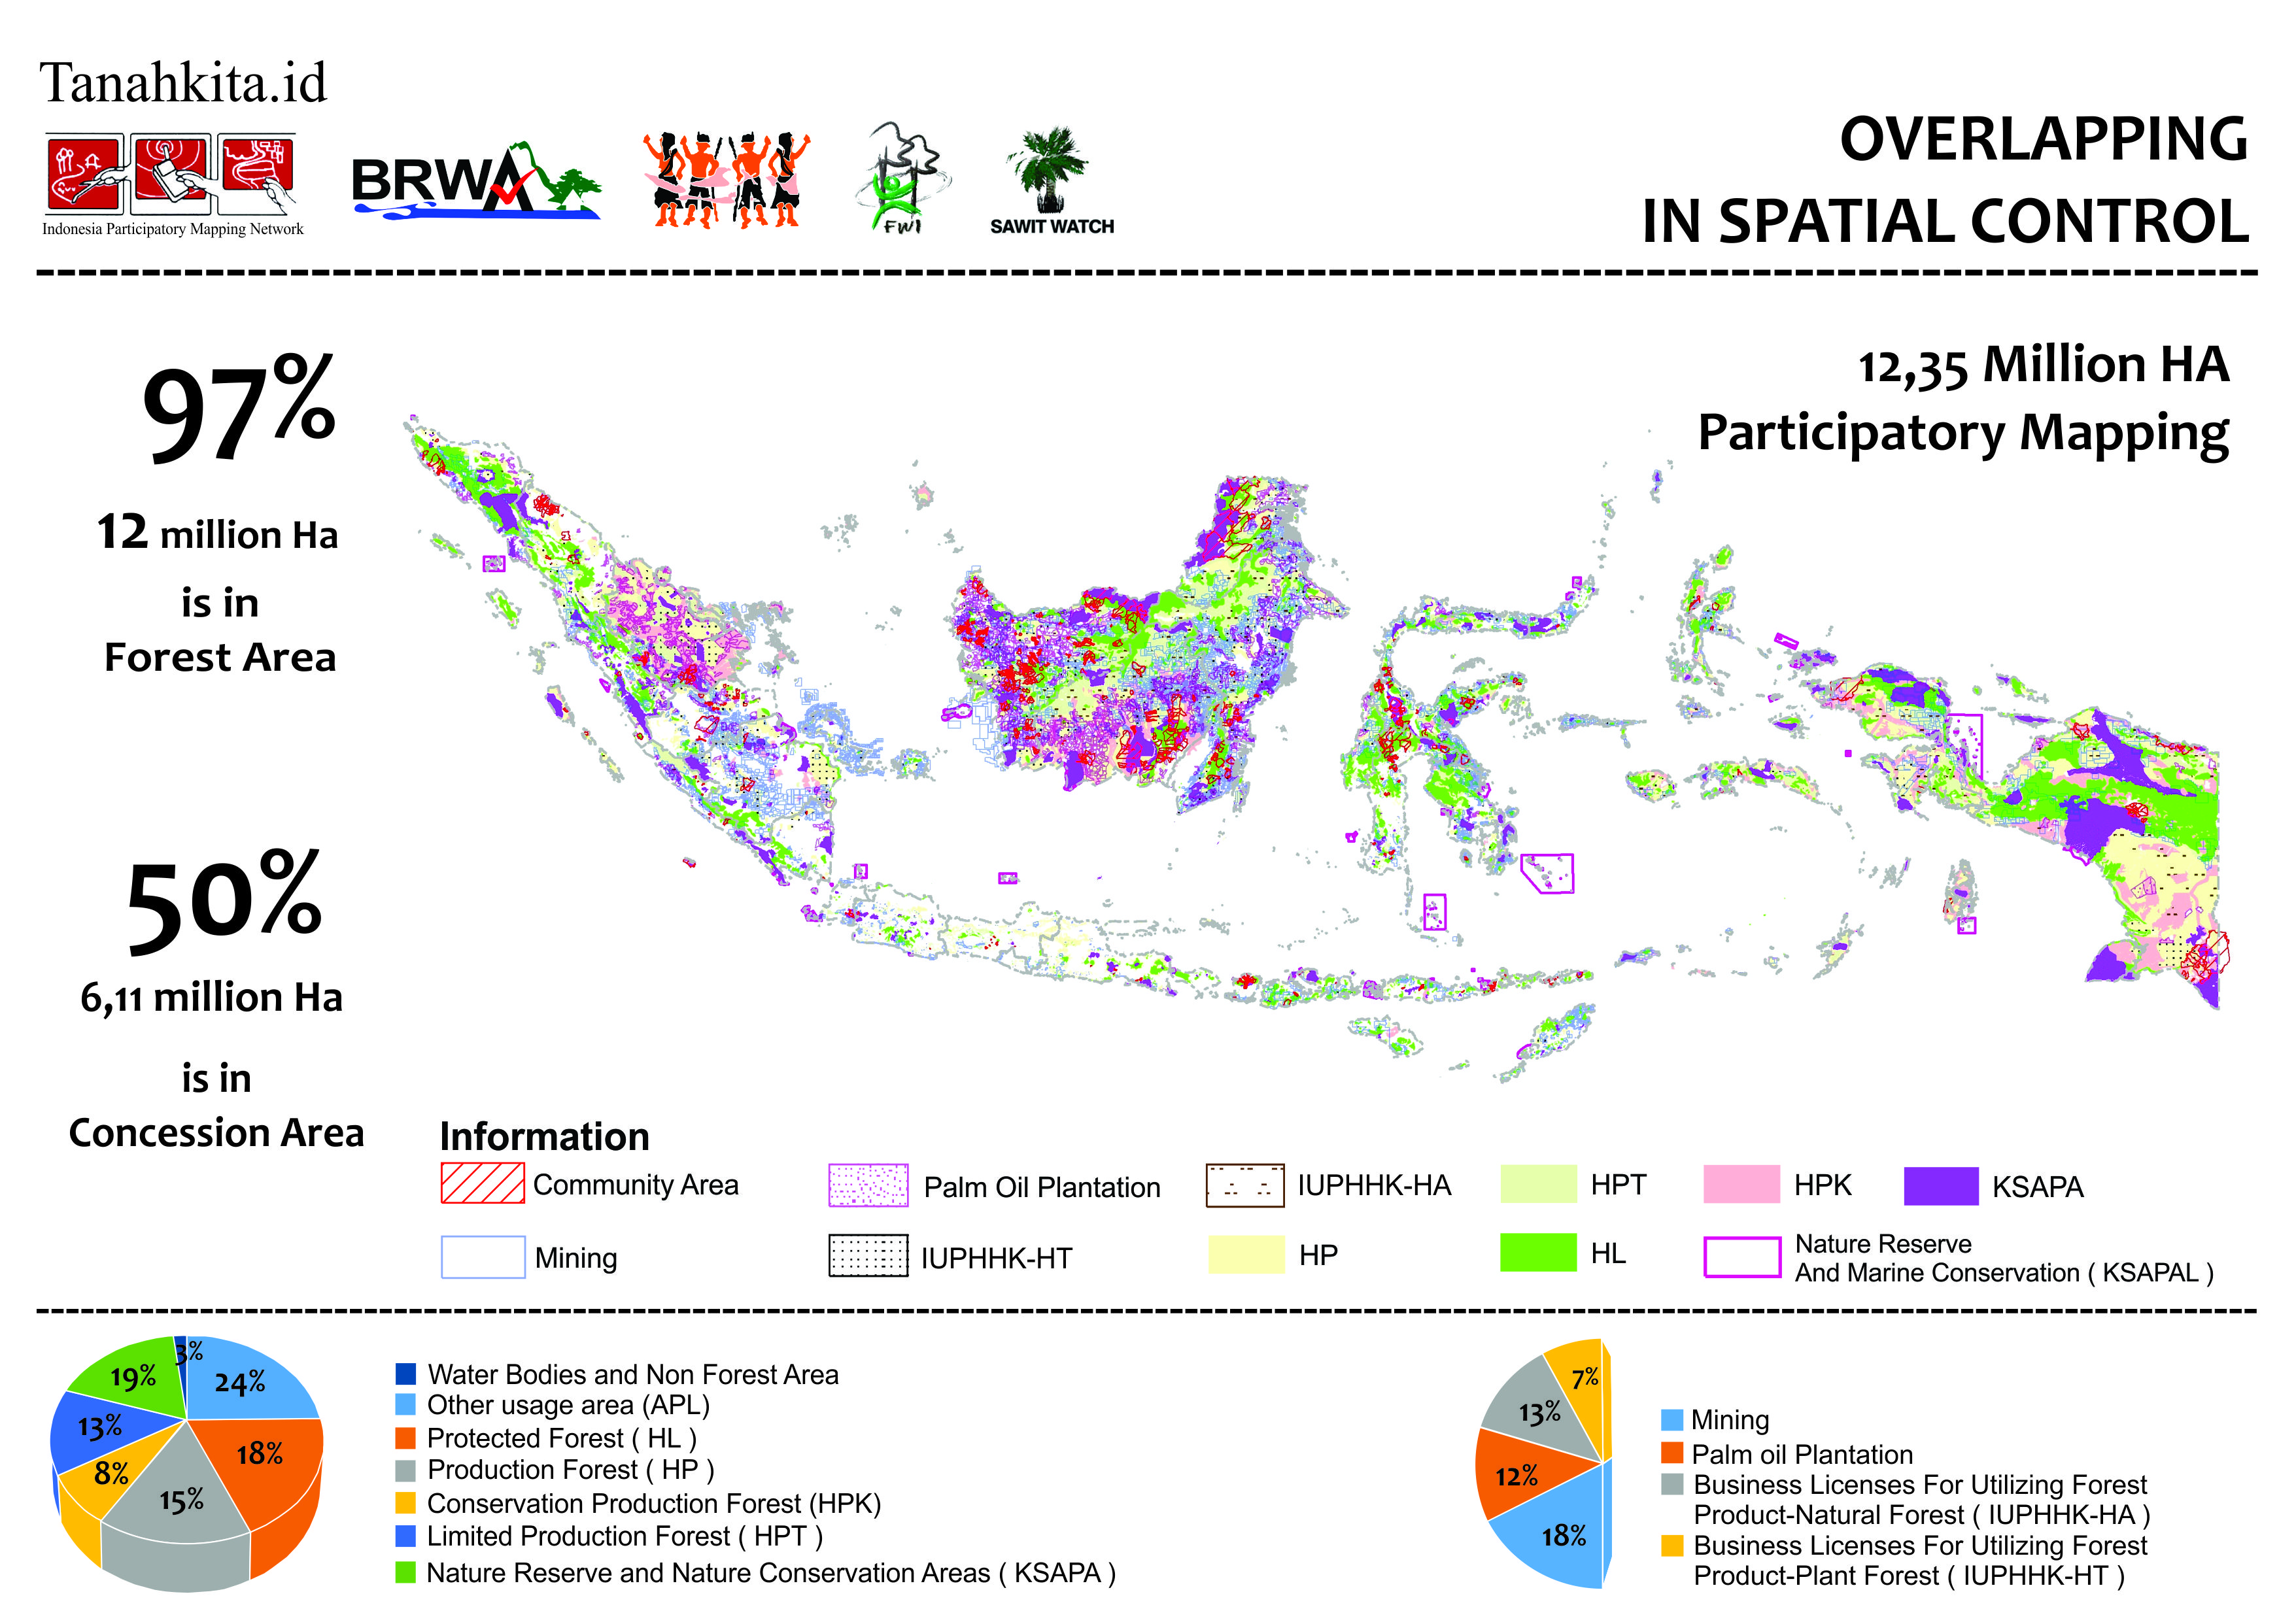 Tanahkita.id
Indonesia Participatory Mapping Network
BRWA
FWI
SAWIT WATCH
OVERLAPPING
IN SPATIAL CONTROL
97%
12 million Ha
is in
Forest Area
12,35 Million HA
Participatory Mapping
50%
6,11 million Ha
is in
Concession Area
Information
Community Area
Palm Oil Plantation
IUPHHK-HA
HPT
HPK
KSAPA
Mining
IUPHHK-HT
HP
HL
Nature Reserve
And Marine Conservation ( KSAPAL )
3%
24%
19%
13%
18%
8%
15%
Water Bodies and Non Forest Area
Other usage area (APL)
Protected Forest ( HL )
Production Forest ( HP )
Conservation Production Forest (HPK)
Limited Production Forest ( HPT )
Nature Reserve and Nature Conservation Areas ( KSAPA )
7%
13%
12%
18%
Mining
Palm oil Plantation
Business Licenses For Utilizing Forest
Product-Natural Forest ( IUPHHK-HA )
Business Licenses For Utilizing Forest
Product-Plant Forest ( IUPHHK-HT )